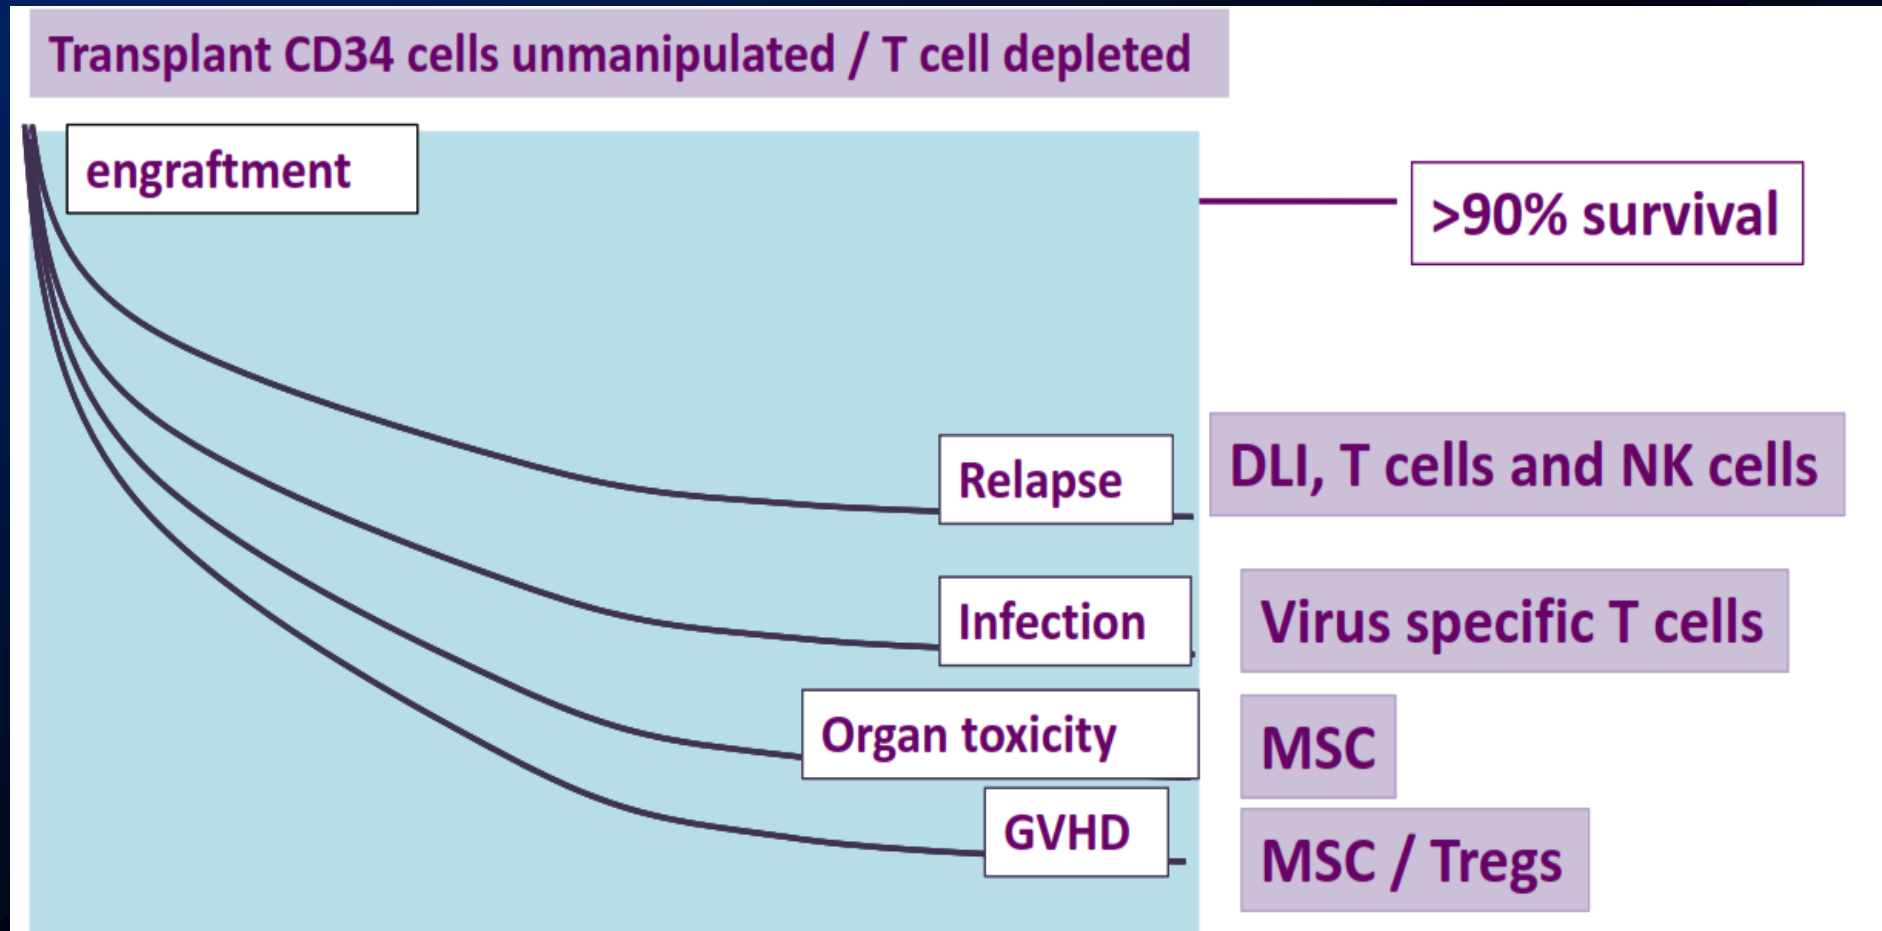 Transplant CD34 cells unmanipulated / T cell depleted
engraftment
>90% survival
Relapse
DLI, T cells and NK cells
Infection
Virus specific T cells
Organ toxicity
MSC
GVHD
MSC / Tregs